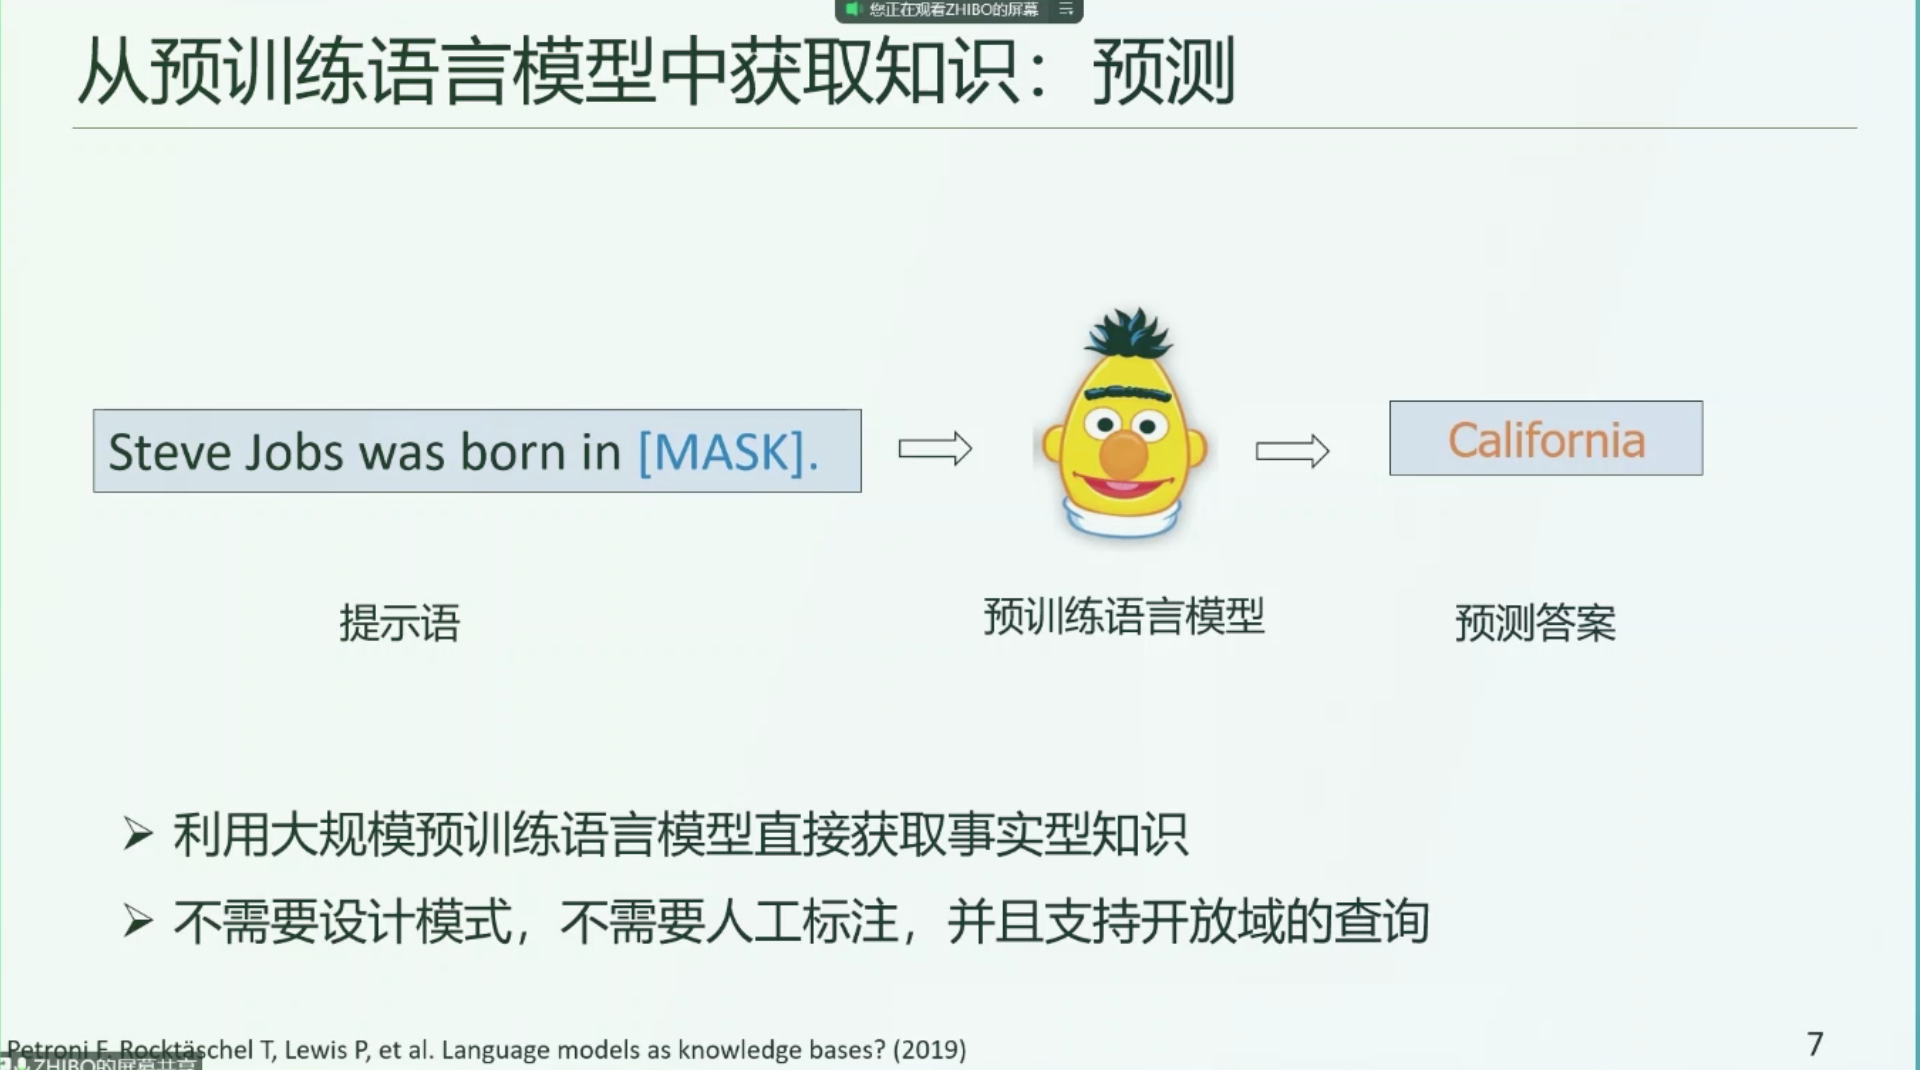 您正在观看ZHIBO的屏幕
从预训练语言模型中获取知识：预测
Steve Jobs was born in [MASK].
California
提示语
预训练语言模型
预测答案
利用大规模预训练语言模型直接获取事实型知识
不需要设计模式，不需要人工标注，并且支持开放域的查询
Petroni F, Rocktäschel T, Lewis P, et al. Language models as knowledge bases? (2019)
7
ZHIBO的屏幕共享